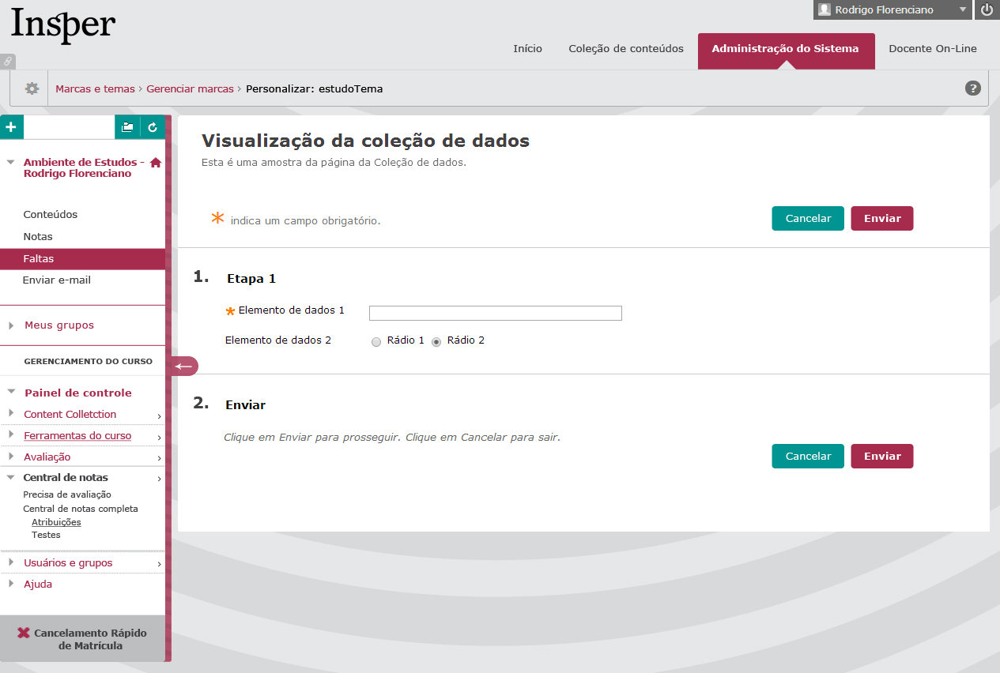 Insper
Rodrigo Florenciano
Início
Coleção de conteúdos
Administração do Sistema
Docente On-Line
Marcas e temas › Gerenciar marcas › Personalizar: estudoTema
?
Ambiente de Estudos -
Rodrigo Florenciano
Conteúdos
Notas
Faltas
Enviar e-mail
Meus grupos
GERENCIAMENTO DO CURSO
Painel de controle
Content Colletction
Ferramentas do curso
Avaliação
Central de notas
Precisa de avaliação
Central de notas completa
Atribuições
Testes
Usuários e grupos
Ajuda
Cancelamento Rápido
de Matrícula
Visualização da coleção de dados
Esta é uma amostra da página da Coleção de dados.
* indica um campo obrigatório.
Cancelar
Enviar
1. Etapa 1
* Elemento de dados 1
Elemento de dados 2 Rádio 1 Rádio 2
2. Enviar
Clique em Enviar para prosseguir. Clique em Cancelar para sair.
Cancelar
Enviar